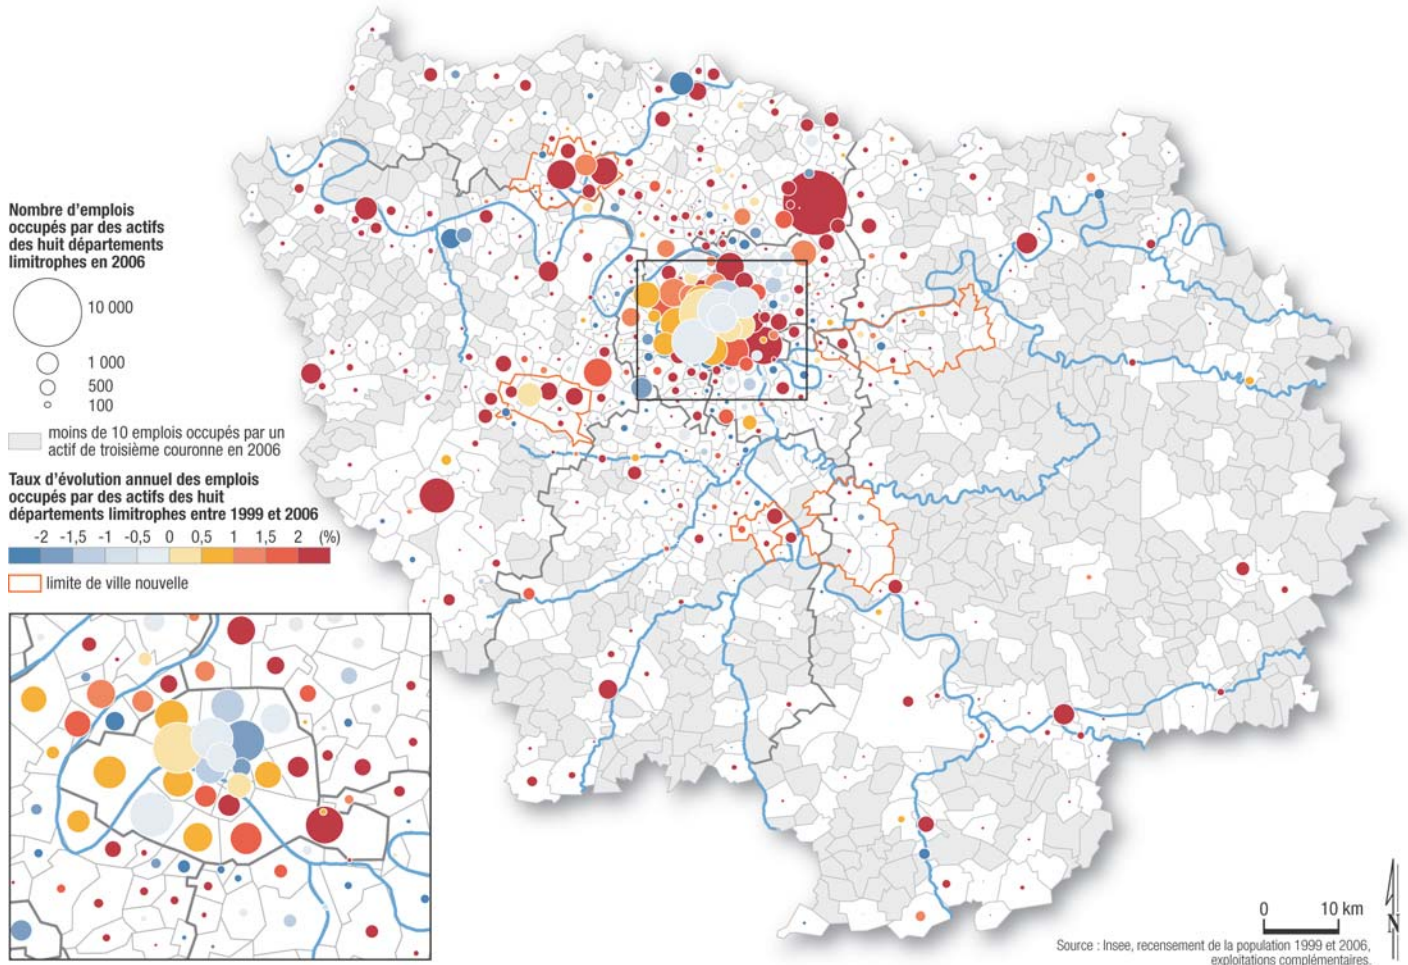 Nombre d'emplois
occupés par des actifs
des huit départements
limitrophes en 2006
10 000
1 000
500
100
moins de 10 emplois occupés par un
actif de troisième couronne en 2006
Taux d'évolution annuel des emplois
occupés par des actifs des huit
départements limitrophes entre 1999 et 2006
-2 -1,5 -1 -0,5 0 0,5 1 1,5 2 (%)
limite de ville nouvelle
0 10 km
N
Source : Insee, recensement de la population 1999 et 2006,
exploitations complémentaires.